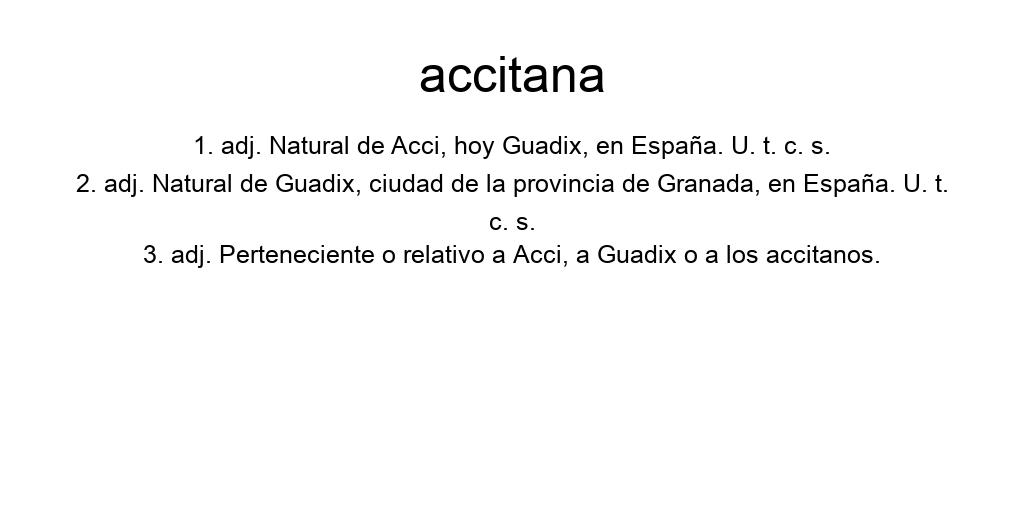 accitana
1. adj. Natural de Acci, hoy Guadix, en España. U. t. c. s.
2. adj. Natural de Guadix, ciudad de la provincia de Granada, en España. U. t.
c. s.
3. adj. Perteneciente o relativo a Acci, a Guadix o a los accitanos.